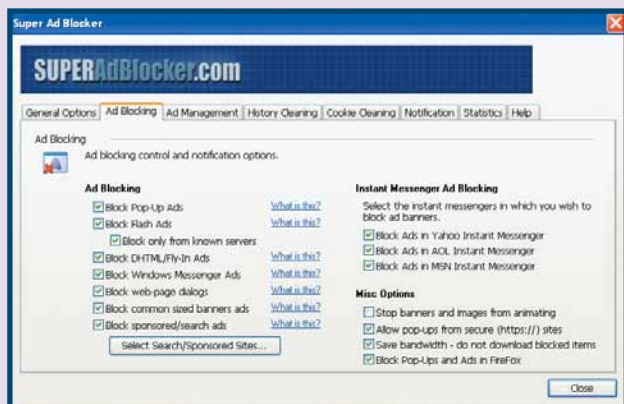 Super Ad Blocker
SUPERAdBlocker.com
General Options Ad Blocking Ad Management History Cleaning Cookie Cleaning Notification Statistics Help
Ad Blocking
Ad blocking control and notification options.
Ad Blocking
Block Pop-Up Ads What is this?
Block Flash Ads What is this?
Block only from known servers
Block DHTML/Fly-In Ads What is this?
Block Windows Messenger Ads What is this?
Block web-page dialogs What is this?
Block common sized banners ads What is this?
Block sponsored/search ads What is this?
Select Search/Sponsored Sites...
Instant Messenger Ad Blocking
Select the instant messengers in which you wish to
block ad banners.
Block Ads in Yahoo Instant Messenger
Block Ads in AOL Instant Messenger
Block Ads in MSN Instant Messenger
Misc Options
Stop banners and images from animating
Allow pop-ups from secure (https://) sites
Save bandwidth - do not download blocked items
Block Pop-Ups and Ads in FireFox
Close